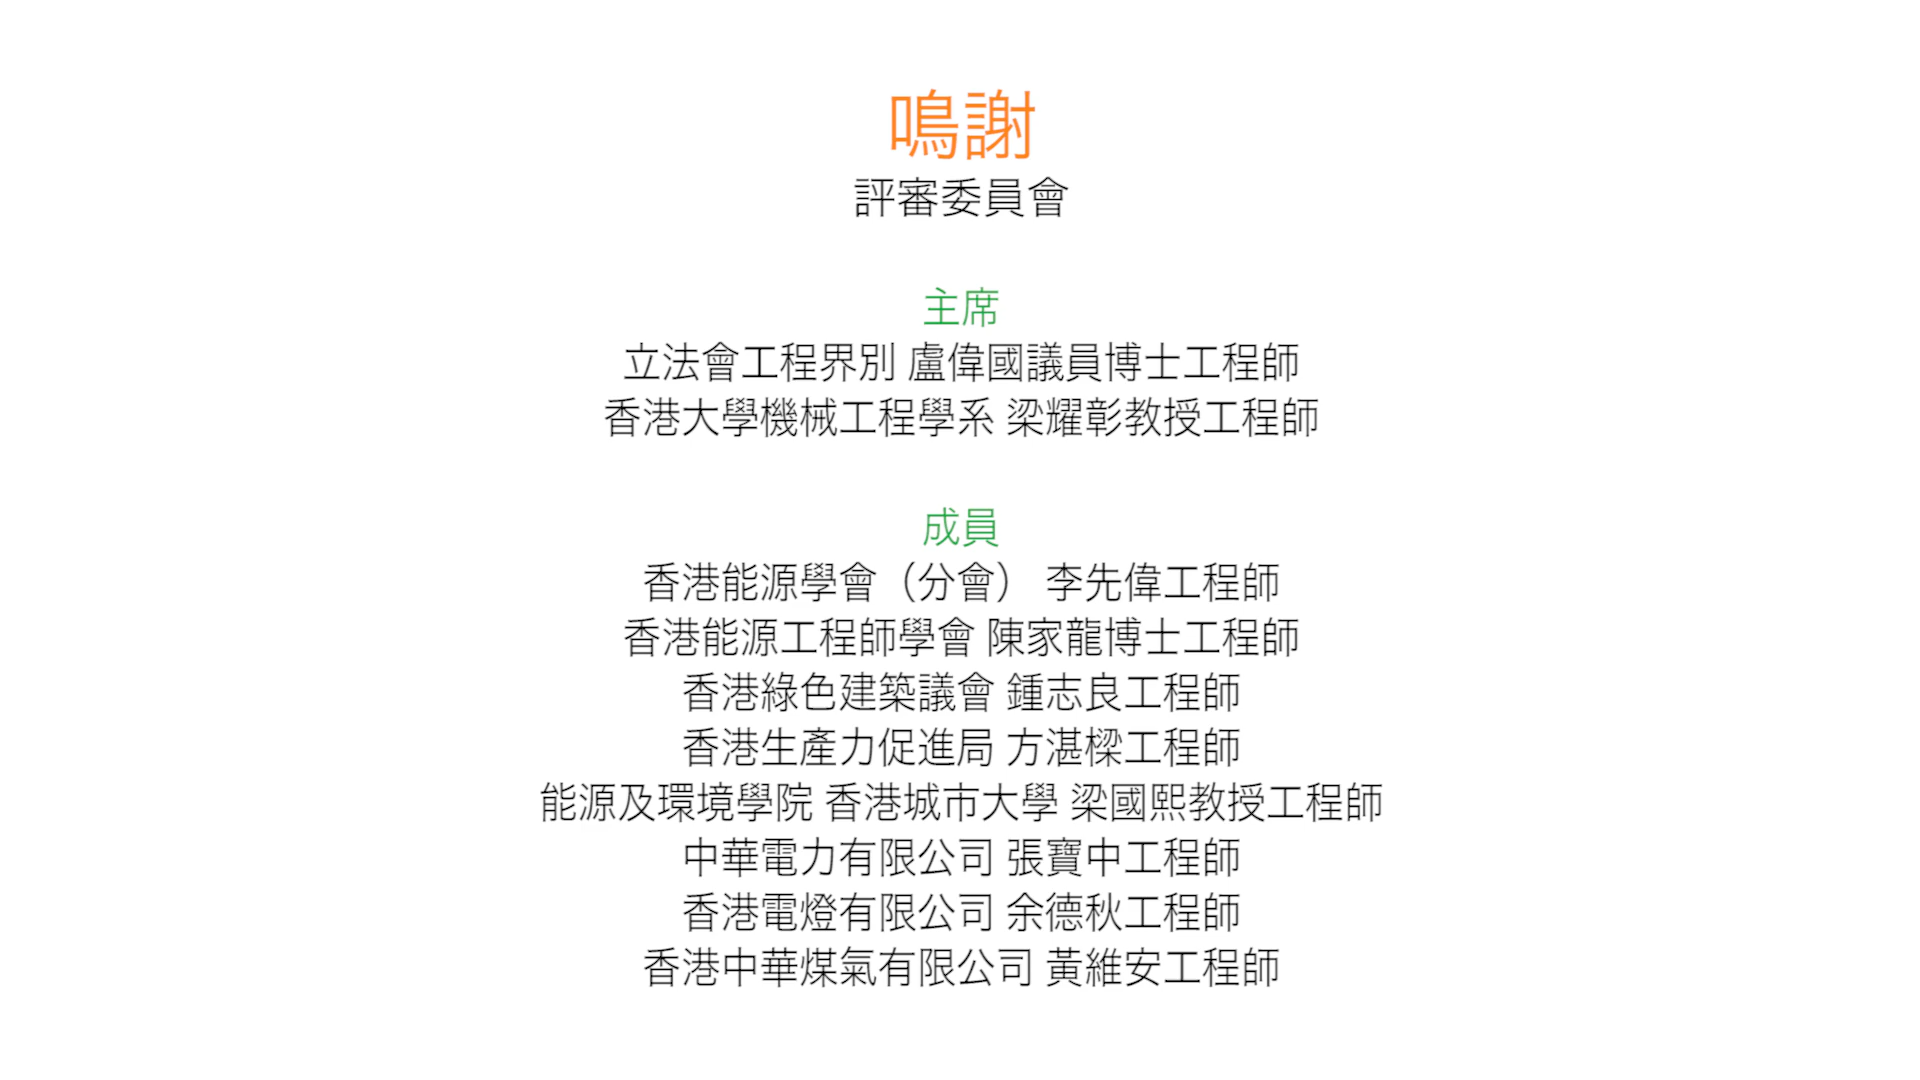 鳴謝
評審委員會
主席
立法會工程界別 盧偉國議員博士工程師
香港大學機械工程學系 梁耀彰教授工程師
成員
香港能源學會（分會） 李先偉工程師
香港能源工程師學會 陳家龍博士工程師
香港綠色建築議會 鍾志良工程師
香港生產力促進局 方湛樑工程師
能源及環境學院 香港城市大學 梁國熙教授工程師
中華電力有限公司 張寶中工程師
香港電燈有限公司 余德秋工程師
香港中華煤氣有限公司 黃維安工程師